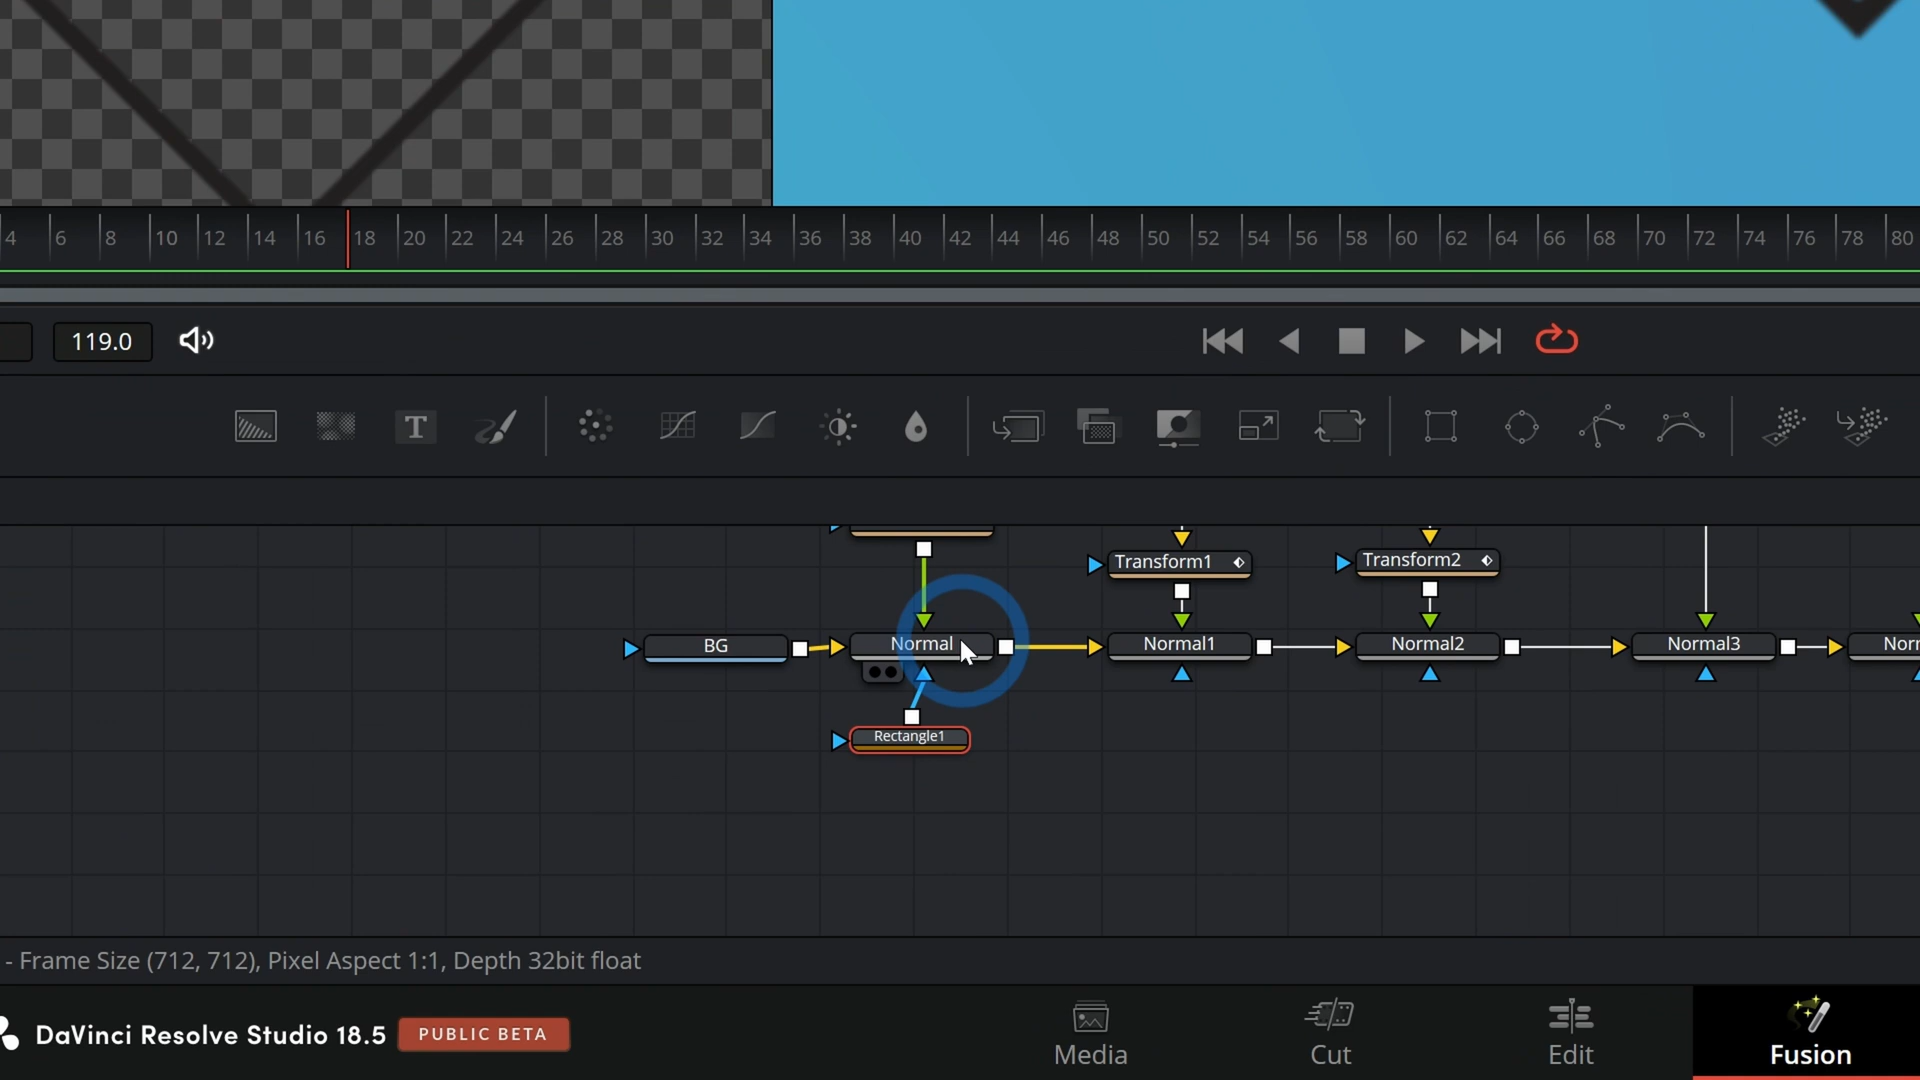 4 6 8 10 12 14 16 18 20 22 24 26 28 30 32 34 36 38 40 42 44 46 48 50 52 54 56 58 60 62 64 66 68 70 72 74 76 78 80
119.0
T
Transform1 Transform2
BG Normal Normal1 Normal2 Normal3
Rectangle1
- Frame Size (712, 712), Pixel Aspect 1:1, Depth 32bit float
DaVinci Resolve Studio 18.5 PUBLIC BETA
Media Cut Edit Fusion